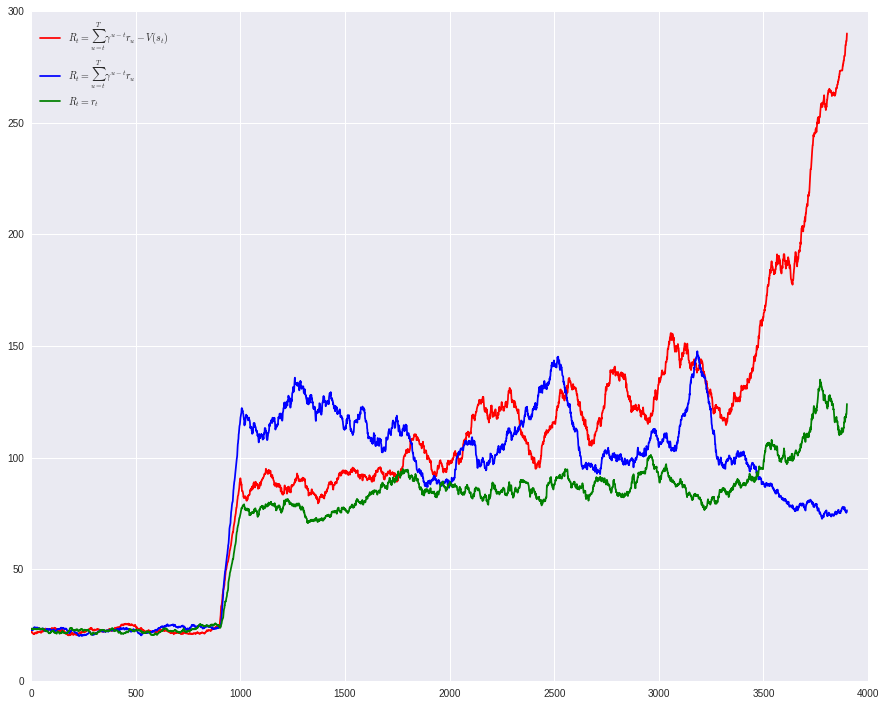 300
250
200
150
100
50
0
R_t = \sum_{u=t}^{T} \gamma^{u-t} r_u - V(s_t)
R_t = \sum_{u=t}^{T} \gamma^{u-t} r_u
R_t = r_t
0 500 1000 1500 2000 2500 3000 3500 4000